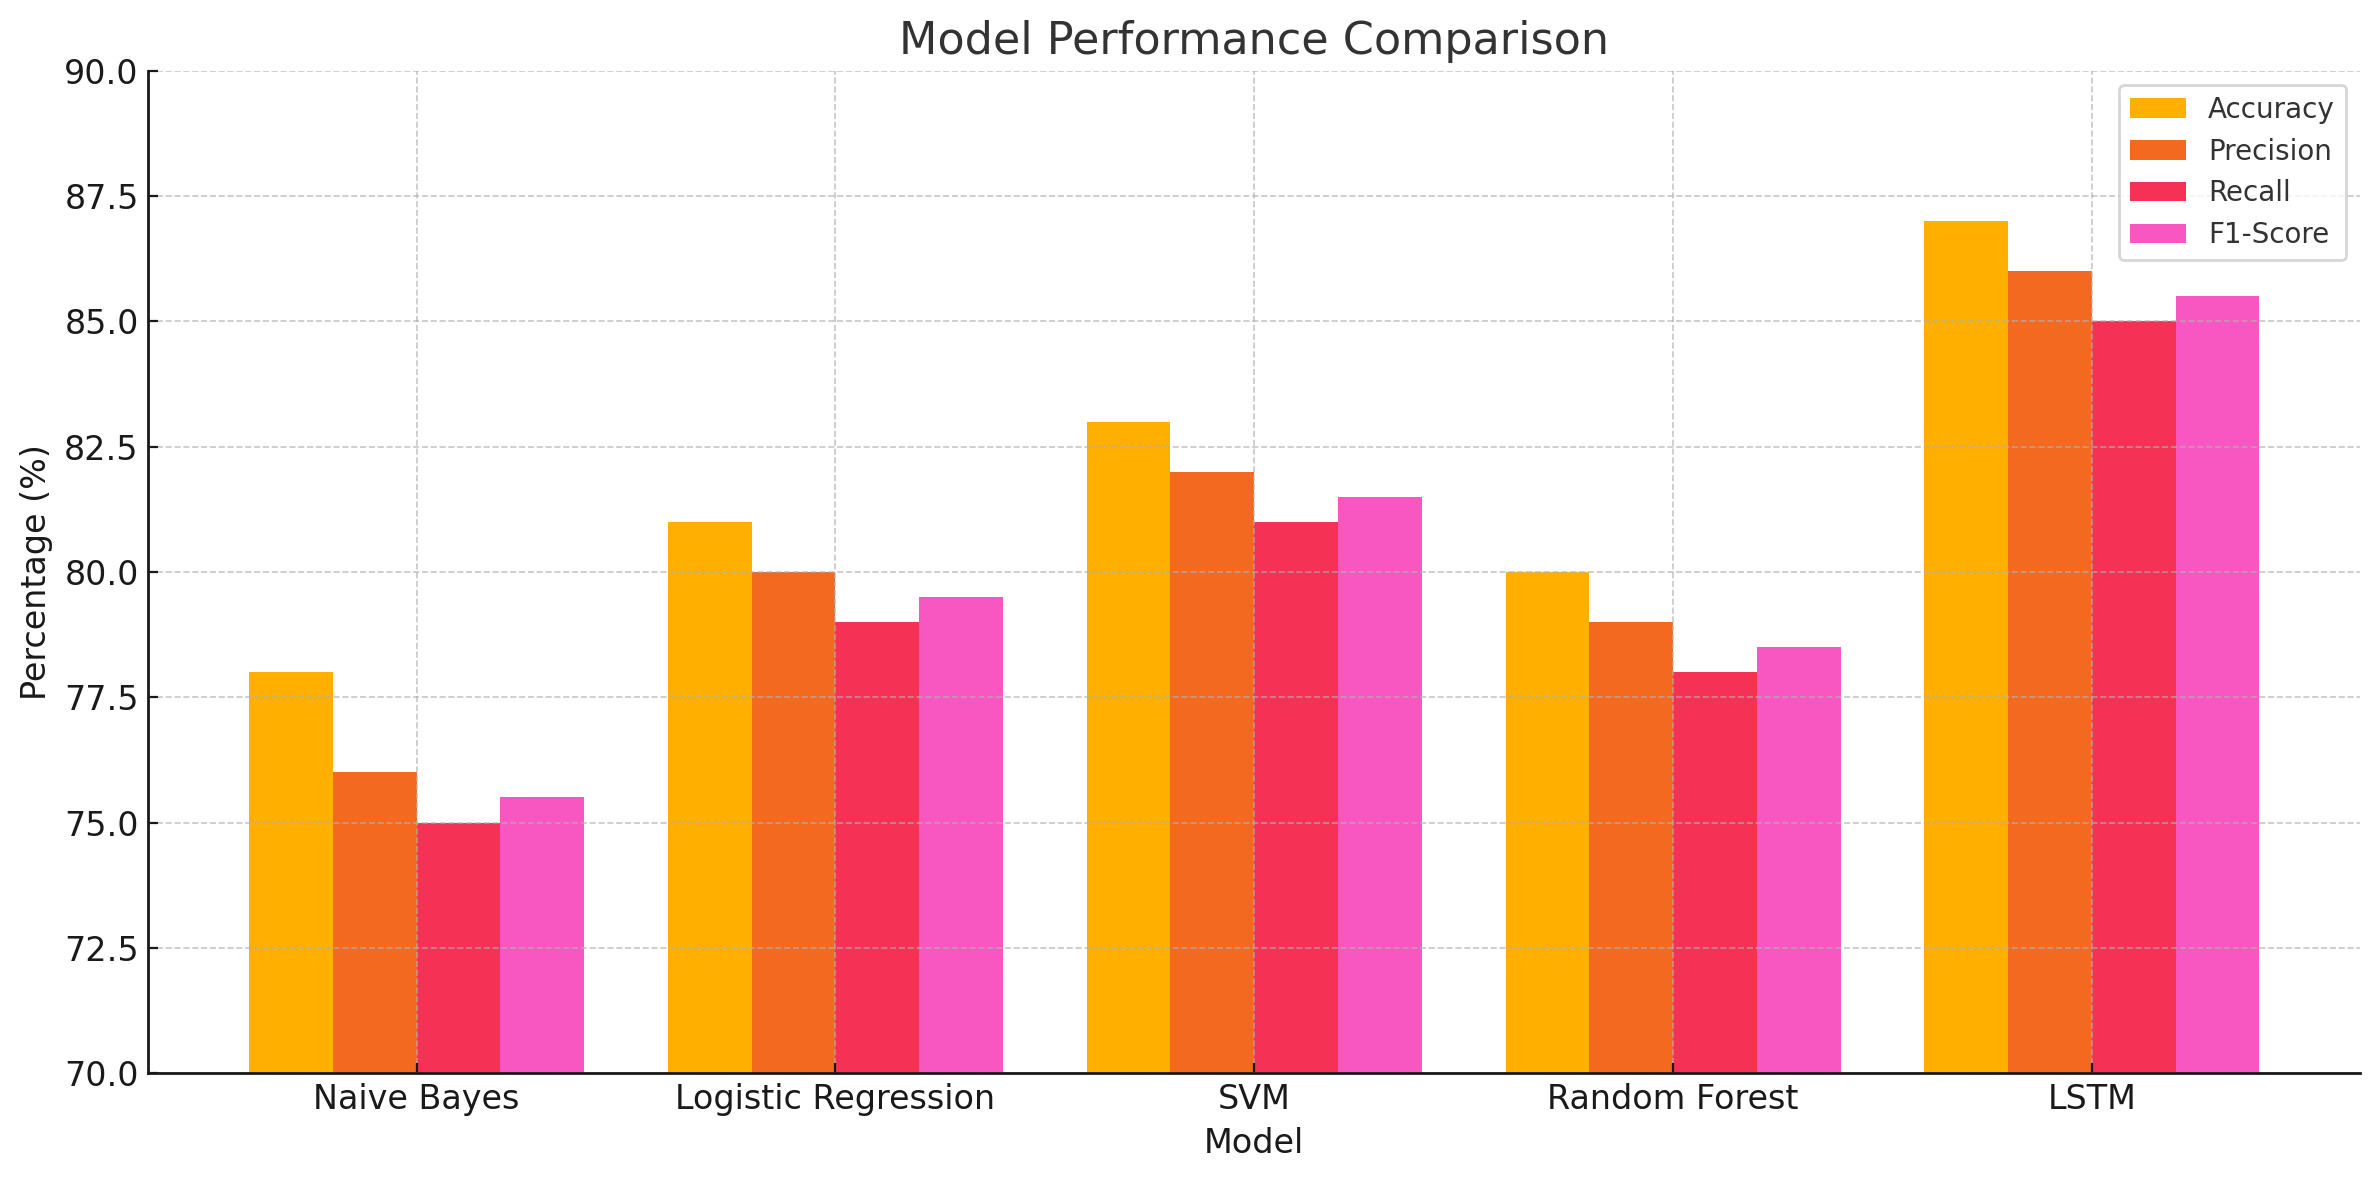 Model Performance Comparison
90.0
87.5
85.0
82.5
80.0
77.5
75.0
72.5
70.0
Percentage (%)
Accuracy
Precision
Recall
F1-Score
Naive Bayes
Logistic Regression
SVM
Random Forest
LSTM
Model